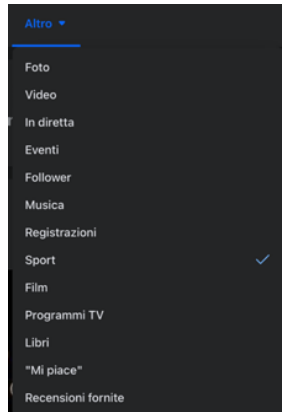 Altro
Foto
Video
In diretta
Eventi
Follower
Musica
Registrazioni
Sport
Film
Programmi TV
Libri
"Mi piace"
Recensioni fornite